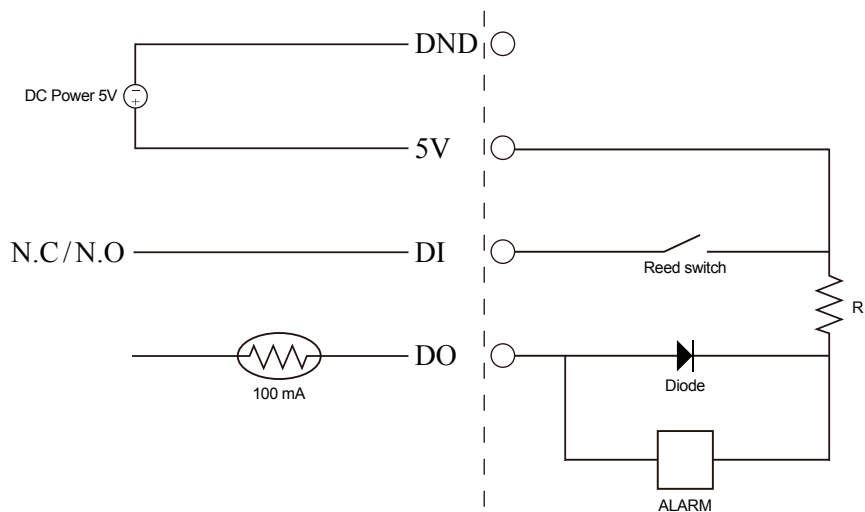 DND
DC Power 5V
5V
N.C/N.O
DI
Reed switch
R
DO
100 mA
Diode
ALARM